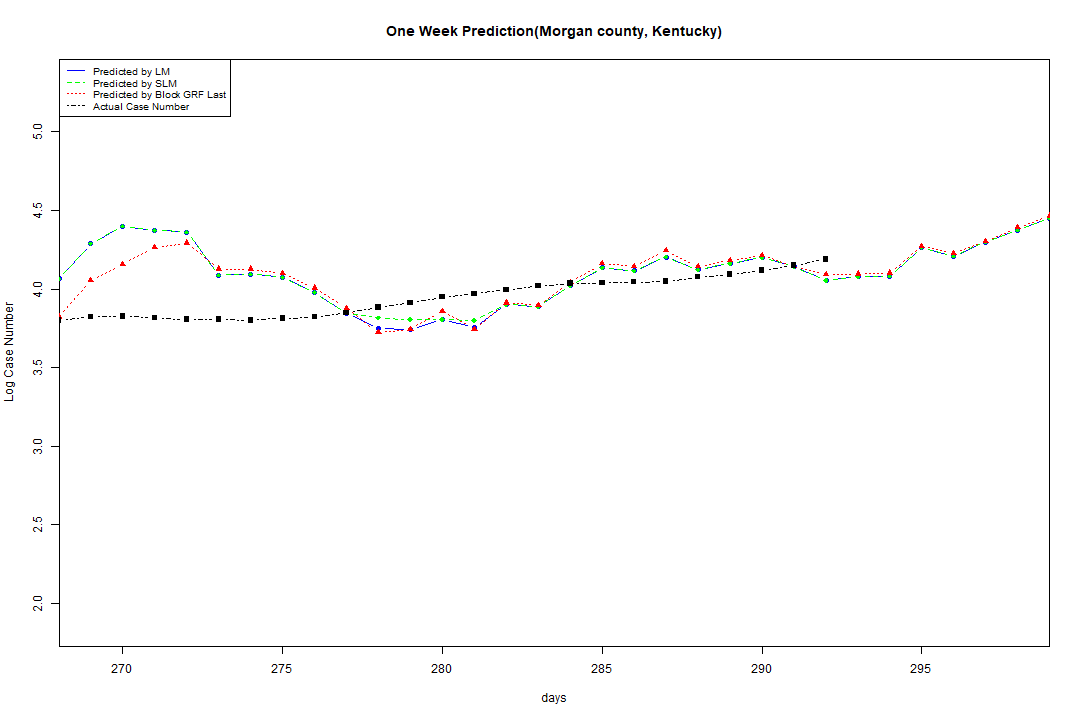 One Week Prediction(Morgan county, Kentucky)
Predicted by LM
Predicted by SLM
Predicted by Block GRF Last
Actual Case Number
5.0
4.5
4.0
3.5
3.0
2.5
2.0
Log Case Number
270 275 280 285 290 295
days